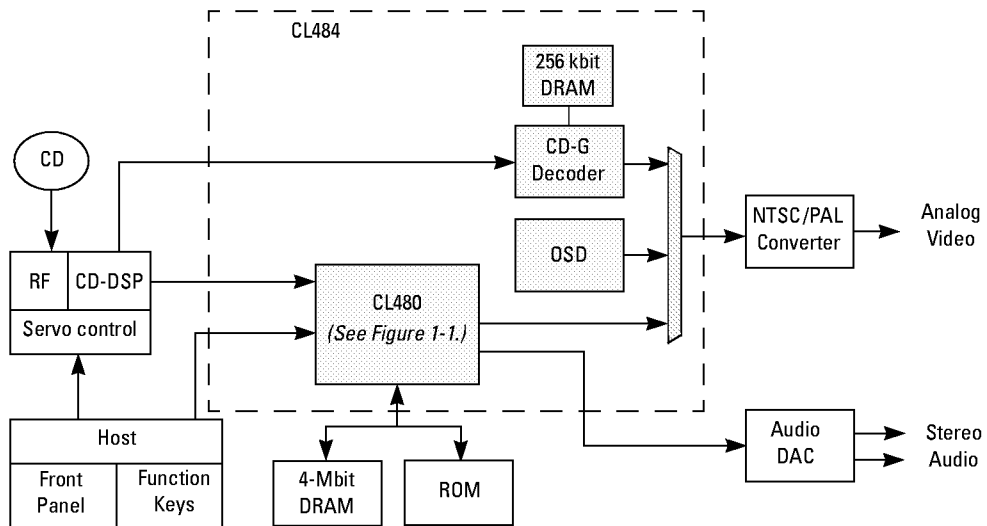 CL484
256 kbit
DRAM
CD-G
Decoder
CD
NTSC/PAL
Converter
Analog
Video
OSD
RF
CD-DSP
Servo control
CL480
(See Figure 1-1.)
Host
Front
Panel
Function
Keys
4-Mbit
DRAM
ROM
Audio
DAC
Stereo
Audio